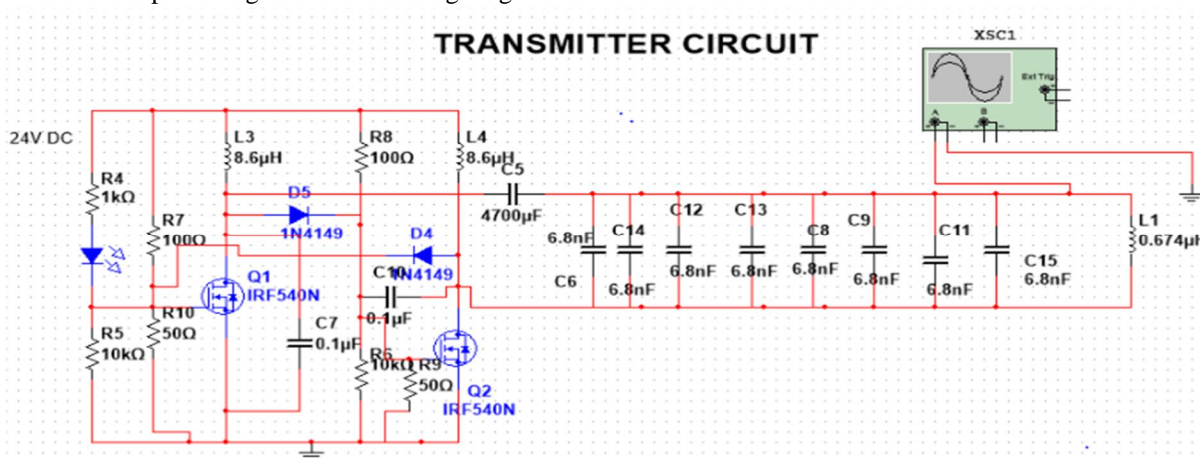 TRANSMITTER CIRCUIT
XSC1
Ext Trig
A
B
24V DC
R4
1kΩ
R7
100Ω
L3
8.6µH
D5
1N4149
R8
100Ω
L4
8.6µH
C5
4700µF
D4
1N4149
Q1
IRF540N
R10
50Ω
R5
10kΩ
C7
0.1µF
C10
0.1µF
R6
10kΩ
R9
50Ω
Q2
IRF540N
6.8nF
C6
C14
6.8nF
C12
6.8nF
C13
6.8nF
C8
6.8nF
C9
6.8nF
C11
6.8nF
C15
6.8nF
L1